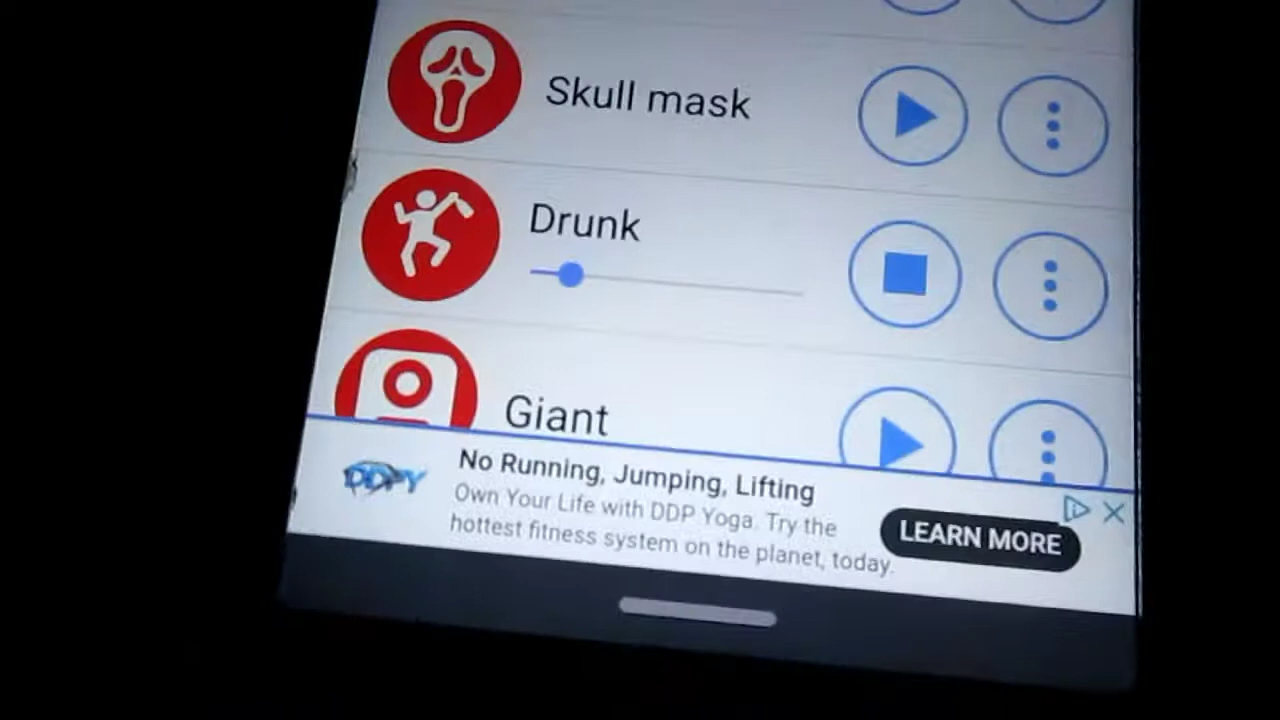 Skull mask
Drunk
Giant
DDPY
No Running, Jumping, Lifting
Own Your Life with DDP Yoga. Try the
hottest fitness system on the planet, today.
LEARN MORE